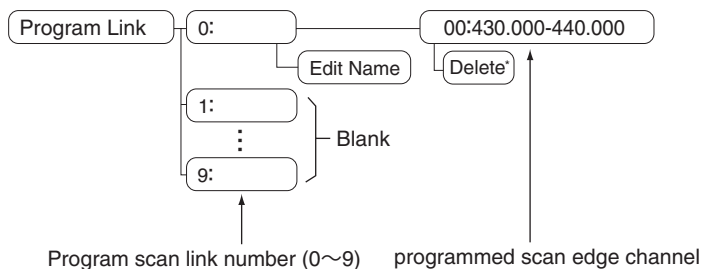 Program Link 0: 00:430.000-440.000
Edit Name Delete*
1:
Blank
9:
Program scan link number (0～9) programmed scan edge channel